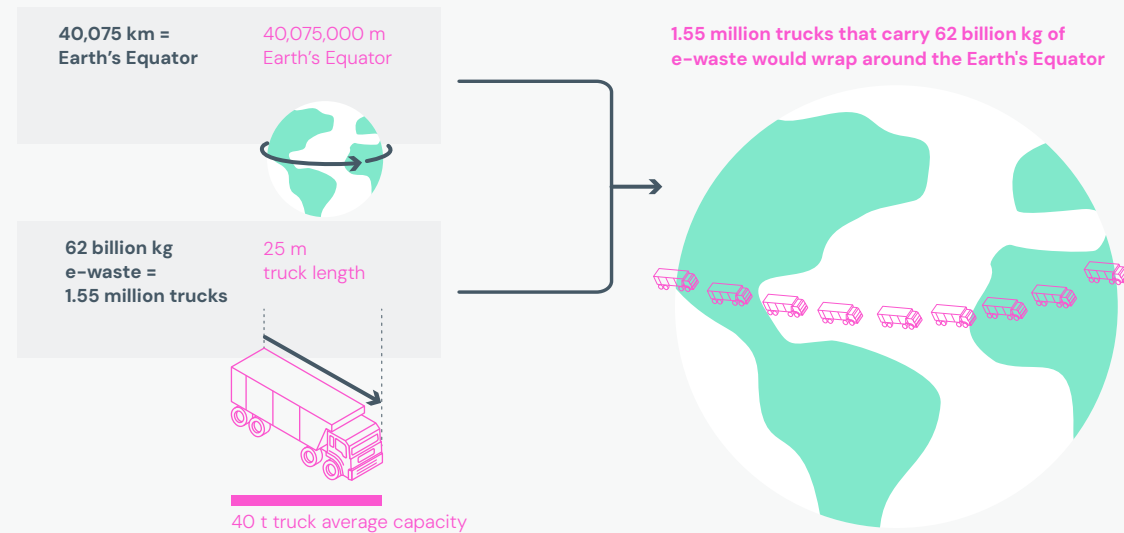 40,075 km =
Earth’s Equator
40,075,000 m
Earth’s Equator
62 billion kg
e-waste =
1.55 million trucks
25 m
truck length
40 t truck average capacity
1.55 million trucks that carry 62 billion kg of
e-waste would wrap around the Earth's Equator